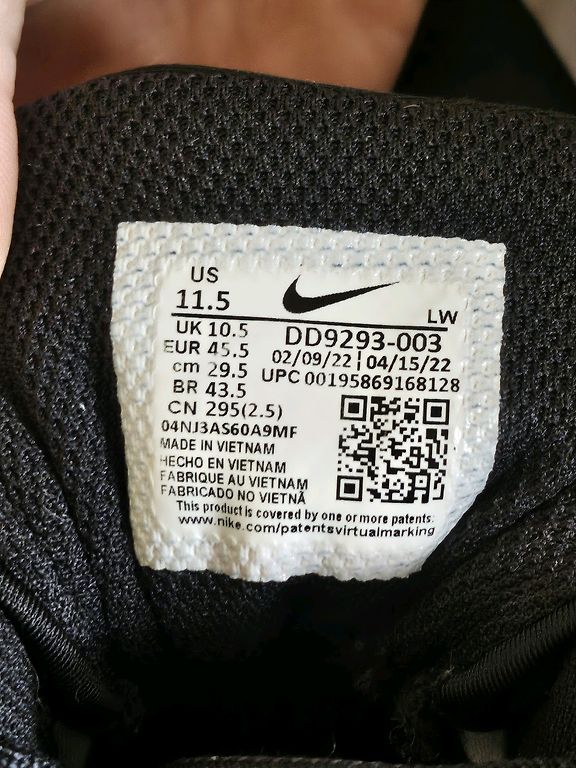 US
11.5
LW
UK 10.5
DD9293-003
EUR 45.5
02/09/22 | 04/15/22
cm 29.5
UPC 00195869168128
BR 43.5
CN 295(2.5)
04NJ3AS60A9MF
MADE IN VIETNAM
HECHO EN VIETNAM
FABRIQUE AU VIETNAM
FABRICADO NO VIETNÃ
This product is covered by one or more patents.
www.nike.com/patentsvirtualmarking